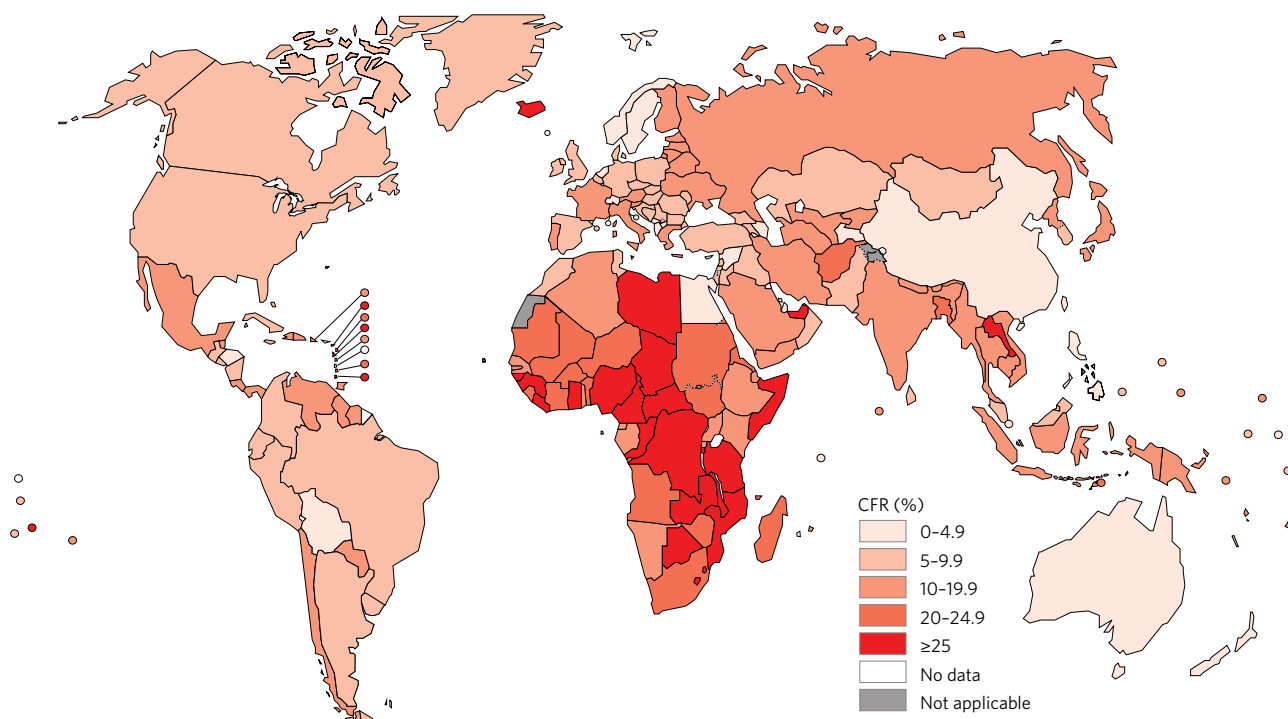 CFR (%)
0–4.9
5–9.9
10–19.9
20–24.9
≥25
No data
Not applicable